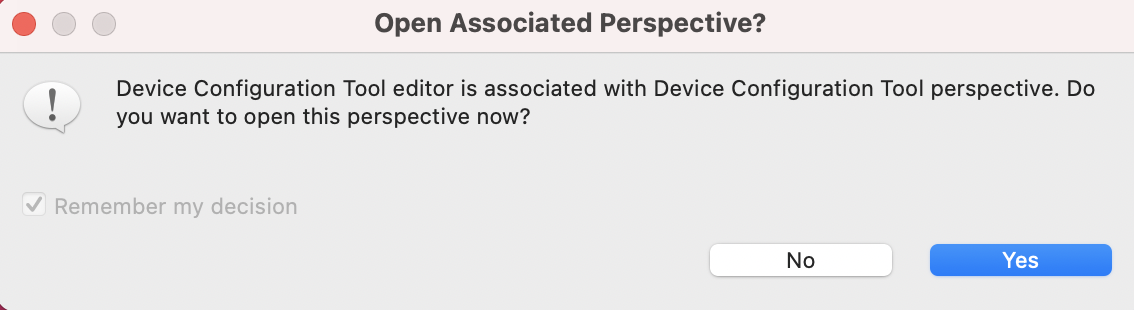 Open Associated Perspective?
Device Configuration Tool editor is associated with Device Configuration Tool perspective. Do
you want to open this perspective now?
Remember my decision
No
Yes